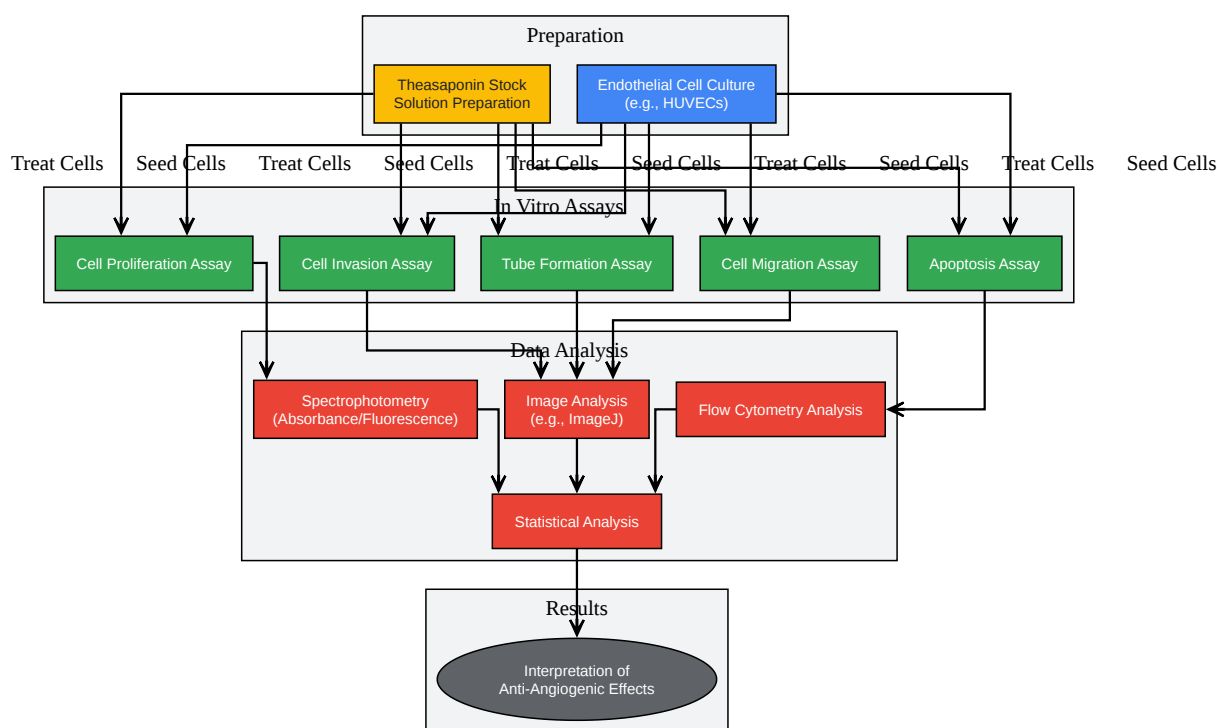 Preparation
Theasaponin Stock
Solution Preparation
Endothelial Cell Culture
(e.g., HUVECs)
Treat Cells
Seed Cells
Treat Cells
Seed Cells
Treat Cells
Seed Cells
Treat Cells
Seed Cells
Treat Cells
Seed Cells
In Vitro Assays
Cell Proliferation Assay
Cell Invasion Assay
Tube Formation Assay
Cell Migration Assay
Apoptosis Assay
Data Analysis
Spectrophotometry
(Absorbance/Fluorescence)
Image Analysis
(e.g., ImageJ)
Flow Cytometry Analysis
Statistical Analysis
Results
Interpretation of
Anti-Angiogenic Effects